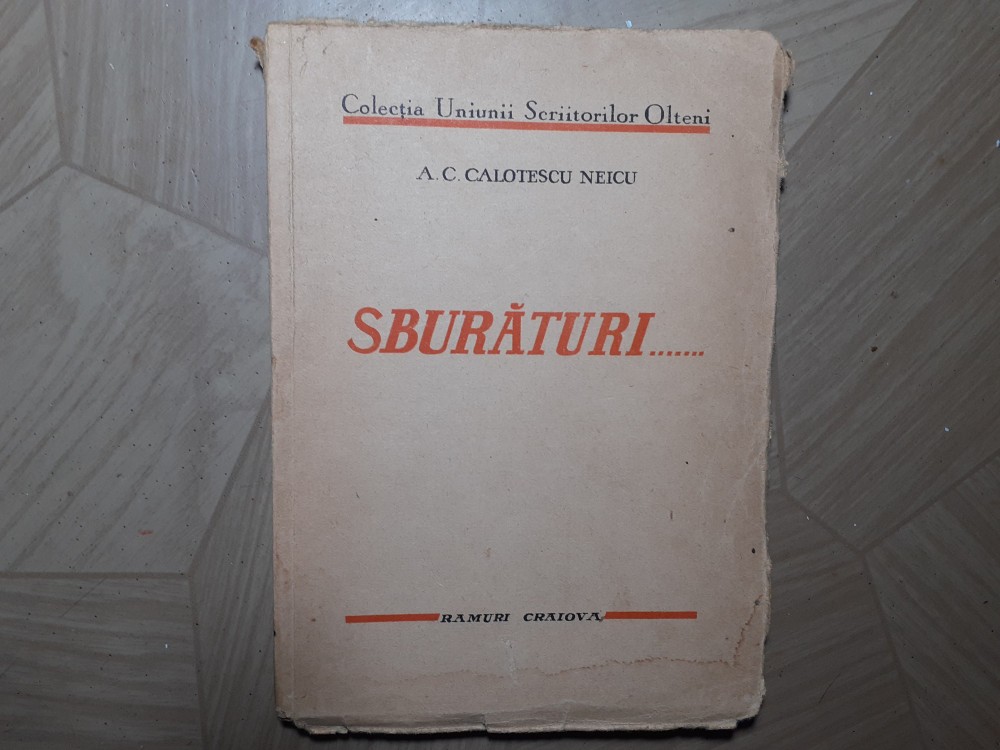 Colecția Uniunii Scriitorilor Olteni
A. C. CALOTESCU NEICU
SBURĂTURI.......
RAMURI CRAIOVA